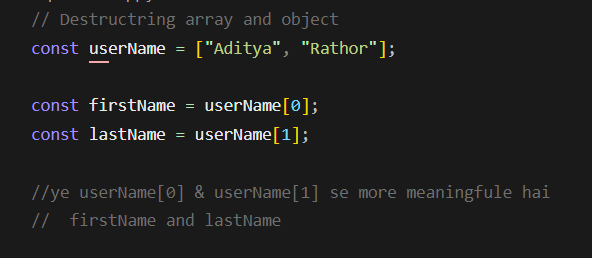 // Destructring array and object
const userName = ["Aditya", "Rathor"];
const firstName = userName[0];
const lastName = userName[1];
//ye userName[0] & userName[1] se more meaningfule hai
//  firstName and lastName